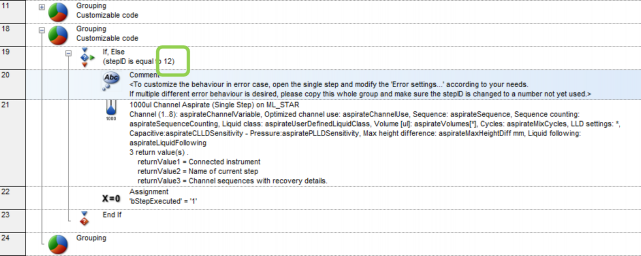 11
Grouping
Customizable code
18
Grouping
Customizable code
19
If, Else
(stepID is equal to 12)
20
Abc
Comment
<To customize the behaviour in error case, open the single step and modify the 'Error settings...' according to your needs.
If multiple different error behaviour is desired, please copy this whole group and make sure the stepID is changed to a number not yet used.>
21
1000
1000ul Channel Aspirate (Single Step) on ML_STAR
Channel (1..8): aspirateChannelVariable, Optimized channel use: aspirateChannelUse, Sequence: aspirateSequence, Sequence counting:
aspirateSequenceCounting, Liquid class: aspirateUserDefinedLiquidClass, Volume [ul]: aspirateVolumes[*], Cycles: aspirateMixCycles, LLD settings: *,
Capacitive:aspirateCLLDSensitivity - Pressure:aspiratePLLDSensitivity, Max height difference: aspirateMaxHeightDiff mm, Liquid following:
aspirateLiquidFollowing
3 return value(s) .
returnValue1 = Connected instrument
returnValue2 = Name of current step
returnValue3 = Channel sequences with recovery details.
22
X=0
Assignment
'bStepExecuted' = '1'
23
End If
24
Grouping